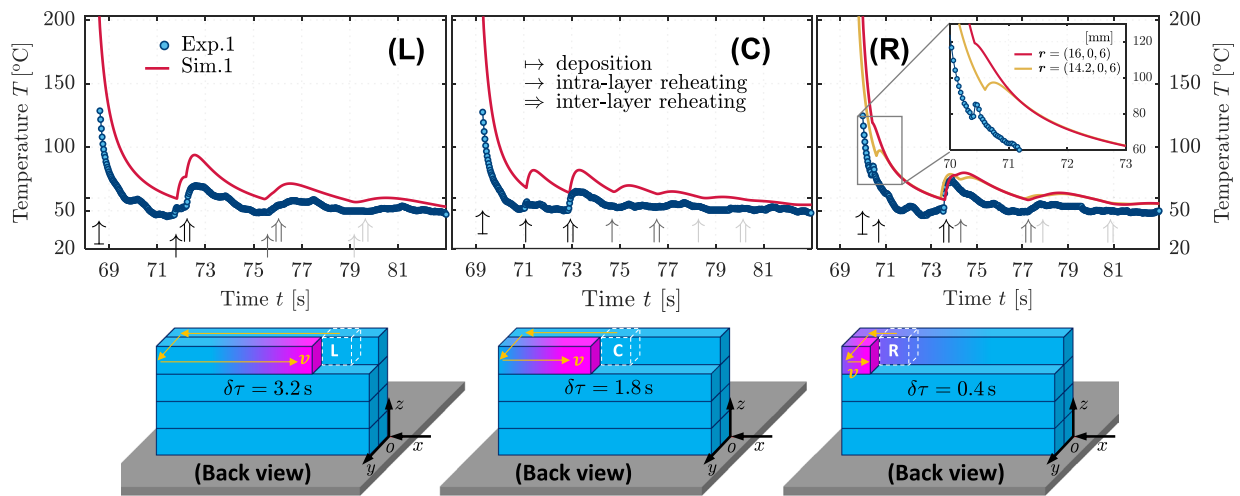 (L)
Exp.1
Sim.1
Temperature T [°C]
200
150
100
50
20
69 71 73 75 77 79 81
Time t [s]
(C)
↦ deposition
→ intra-layer reheating
⇒ inter-layer reheating
69 71 73 75 77 79 81
Time t [s]
(R)
[mm]
r = (16, 0, 6)
r = (14.2, 0, 6)
120
100
80
60
70 71 72 73
200
150
100
50
20
Temperature T [°C]
69 71 73 75 77 79 81
Time t [s]
L
v
δτ = 3.2 s
z
o
x
y
(Back view)
C
v
δτ = 1.8 s
z
o
x
y
(Back view)
R
v
δτ = 0.4 s
z
o
x
y
(Back view)